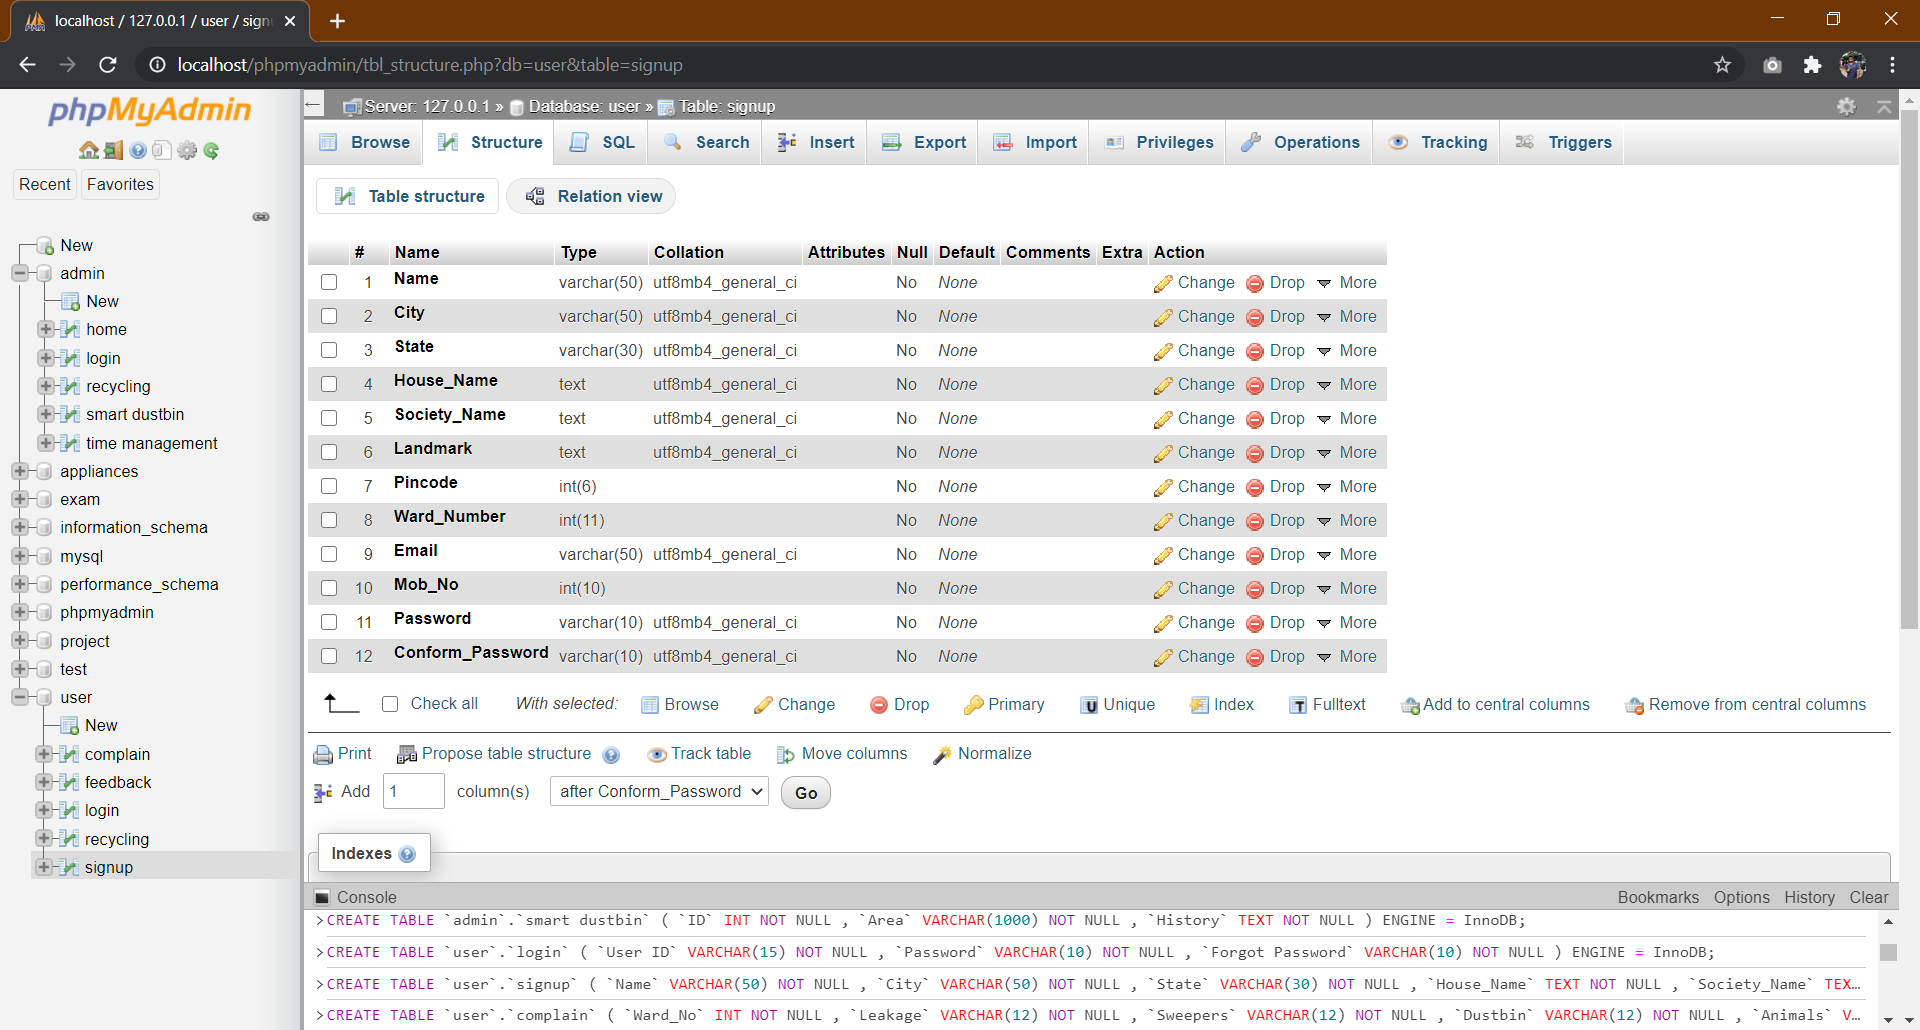 localhost / 127.0.0.1 / user / sign
localhost/phpmyadmin/tbl_structure.php?db=user&table=signup
phpMyAdmin
Recent
Favorites
New
admin
New
home
login
recycling
smart dustbin
time management
appliances
exam
information_schema
mysql
performance_schema
phpmyadmin
project
test
user
New
complain
feedback
login
recycling
signup
Server: 127.0.0.1 » Database: user » Table: signup
Browse Structure SQL Search Insert Export Import Privileges Operations Tracking Triggers
Table structure Relation view
# Name Type Collation Attributes Null Default Comments Extra Action
1 Name varchar(50) utf8mb4_general_ci No None Change Drop More
2 City varchar(50) utf8mb4_general_ci No None Change Drop More
3 State varchar(30) utf8mb4_general_ci No None Change Drop More
4 House_Name text utf8mb4_general_ci No None Change Drop More
5 Society_Name text utf8mb4_general_ci No None Change Drop More
6 Landmark text utf8mb4_general_ci No None Change Drop More
7 Pincode int(6) No None Change Drop More
8 Ward_Number int(11) No None Change Drop More
9 Email varchar(50) utf8mb4_general_ci No None Change Drop More
10 Mob_No int(10) No None Change Drop More
11 Password varchar(10) utf8mb4_general_ci No None Change Drop More
12 Conform_Password varchar(10) utf8mb4_general_ci No None Change Drop More
Check all With selected: Browse Change Drop Primary Unique Index Fulltext Add to central columns Remove from central columns
Print Propose table structure Track table Move columns Normalize
Add 1 column(s) after Conform_Password Go
Indexes
Console Bookmarks Options History Clear
>CREATE TABLE `admin`.`smart dustbin` ( `ID` INT NOT NULL , `Area` VARCHAR(1000) NOT NULL , `History` TEXT NOT NULL ) ENGINE = InnoDB;
>CREATE TABLE `user`.`login` ( `User ID` VARCHAR(15) NOT NULL , `Password` VARCHAR(10) NOT NULL , `Forgot Password` VARCHAR(10) NOT NULL ) ENGINE = InnoDB;
>CREATE TABLE `user`.`signup` ( `Name` VARCHAR(50) NOT NULL , `City` VARCHAR(50) NOT NULL , `State` VARCHAR(30) NOT NULL , `House_Name` TEXT NOT NULL , `Society_Name` TEX…
>CREATE TABLE `user`.`complain` ( `Ward_No` INT NOT NULL , `Leakage` VARCHAR(12) NOT NULL , `Sweepers` VARCHAR(12) NOT NULL , `Dustbin` VARCHAR(12) NOT NULL , `Animals` V…